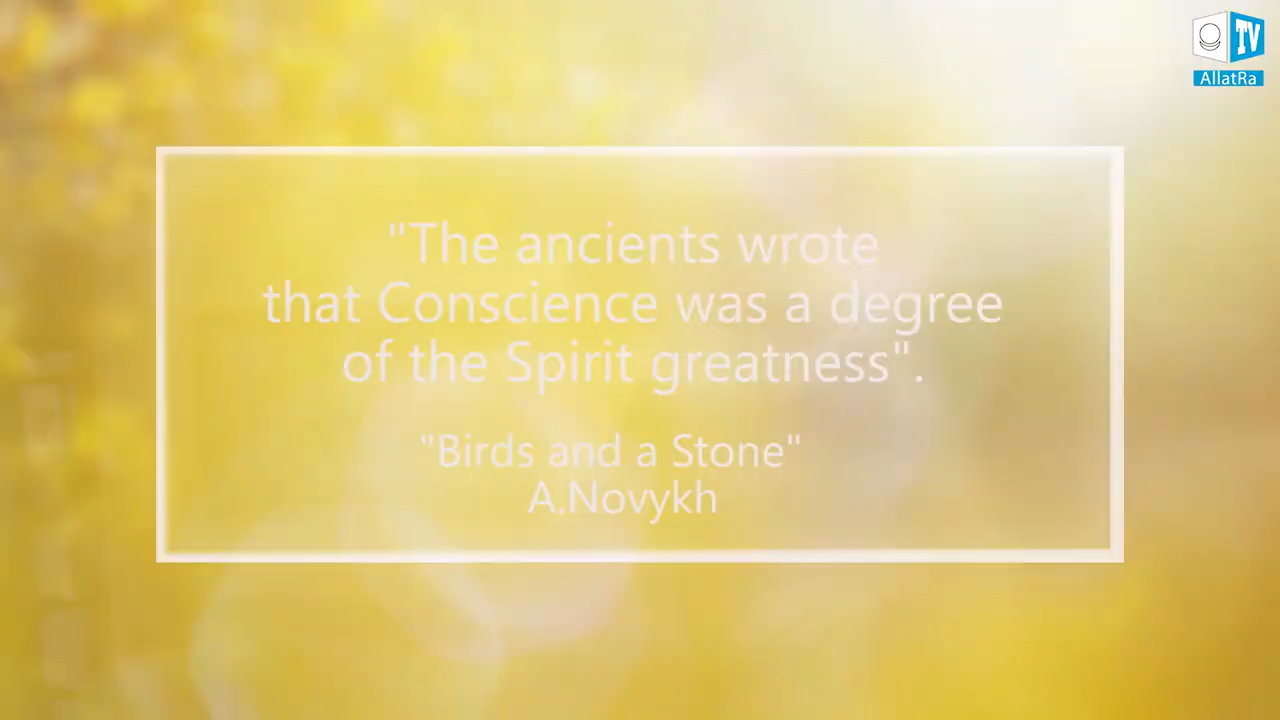 TV
AllatRa
"The ancients wrote
that Conscience was a degree
of the Spirit greatness".
"Birds and a Stone"
A.Novykh